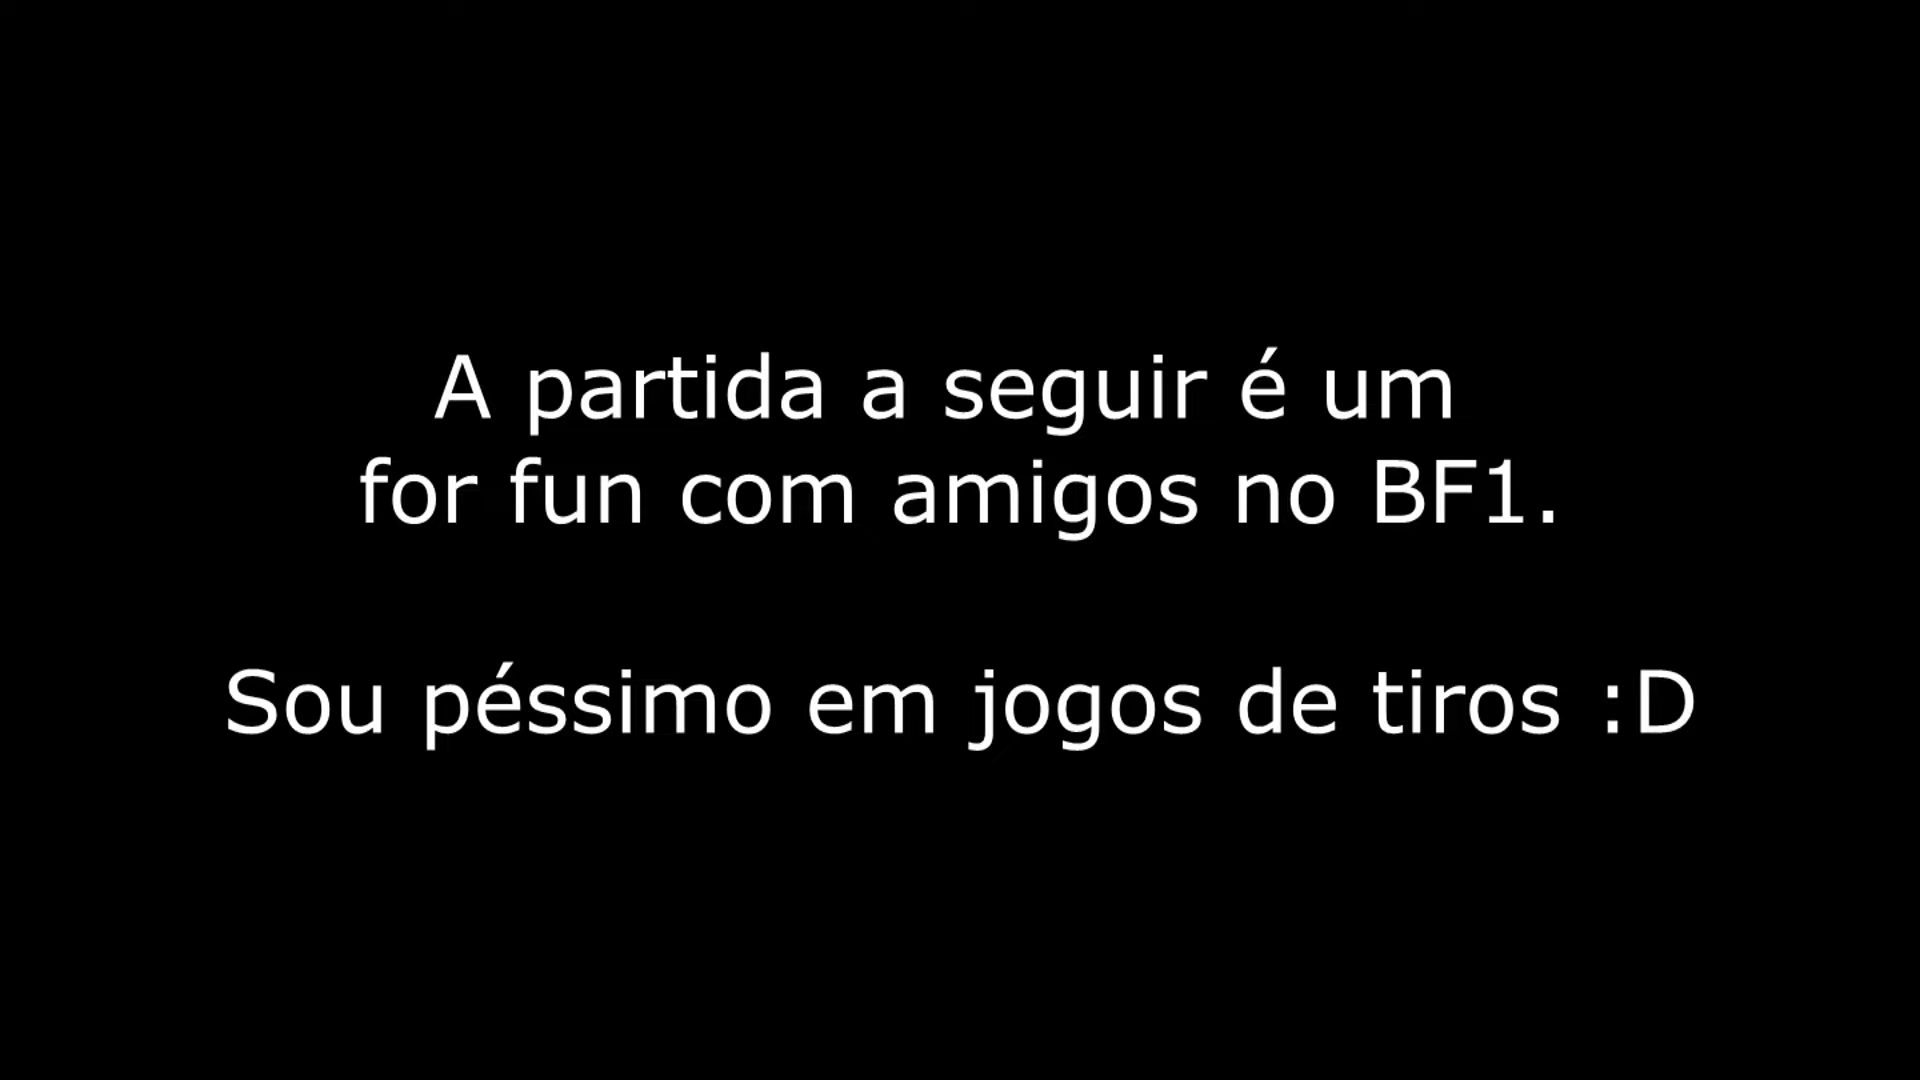 A partida a seguir é um
for fun com amigos no BF1.
Sou péssimo em jogos de tiros :D